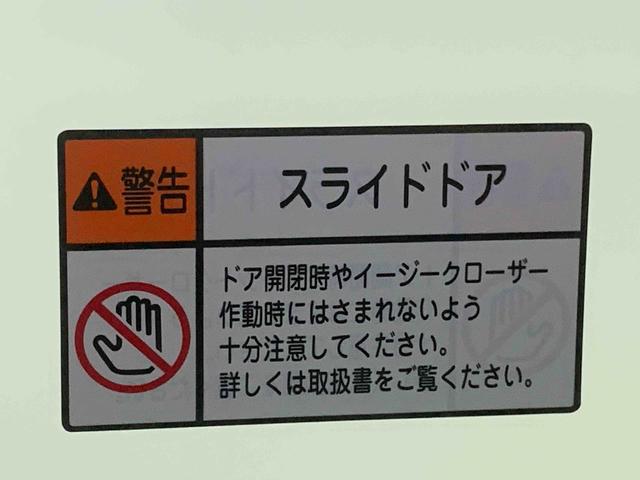 警告
スライドドア
ドア開閉時やイージークローザー
作動時にはさまれないよう
十分注意してください。
詳しくは取扱書をご覧ください。